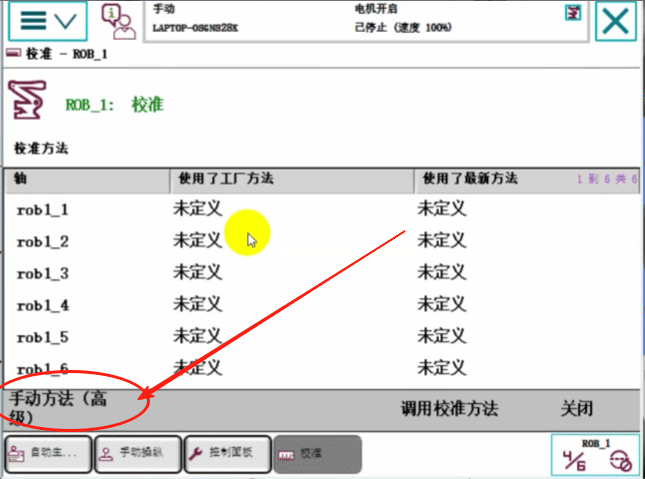 手动
电机开启
LAPTOP-OSGNS28K
已停止 (速度 100%)
校准 - ROB_1
ROB_1: 校准
校准方法
轴
使用了工厂方法
使用了最新方法
1 到 6 共 6
rob1_1
未定义
未定义
rob1_2
未定义
未定义
rob1_3
未定义
未定义
rob1_4
未定义
未定义
rob1_5
未定义
未定义
rob1_6
未定义
未定义
手动方法（高
级）
调用校准方法
关闭
自动生...
手动操纵
控制面板
校准
ROB_1